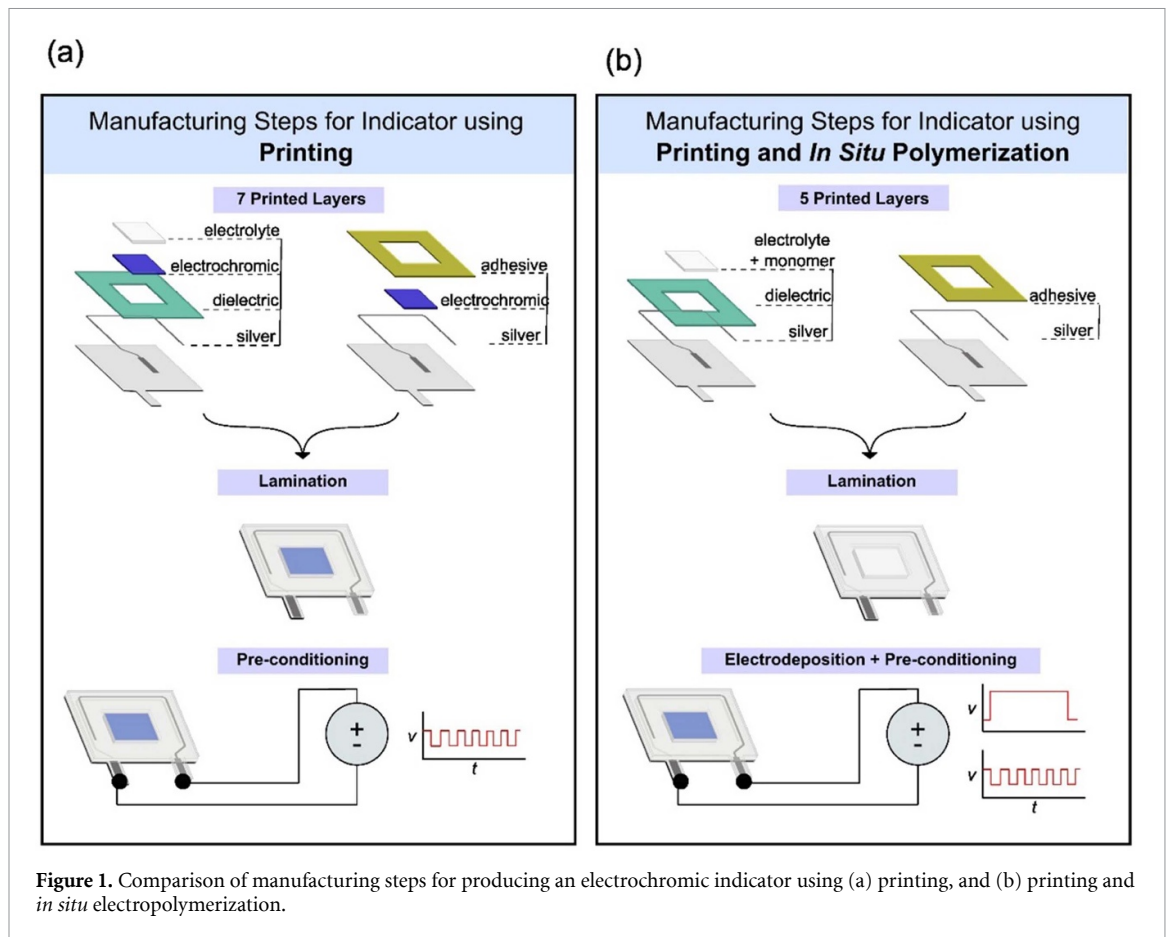 (a)
Manufacturing Steps for Indicator using
Printing
7 Printed Layers
electrolyte
electrochromic
dielectric
silver
adhesive
electrochromic
silver
Lamination
Pre-conditioning
+
-
v
t
(b)
Manufacturing Steps for Indicator using
Printing and In Situ Polymerization
5 Printed Layers
electrolyte
+ monomer
dielectric
silver
adhesive
silver
Lamination
Electrodeposition + Pre-conditioning
+
-
v
v
t
Figure 1. Comparison of manufacturing steps for producing an electrochromic indicator using (a) printing, and (b) printing and
in situ electropolymerization.